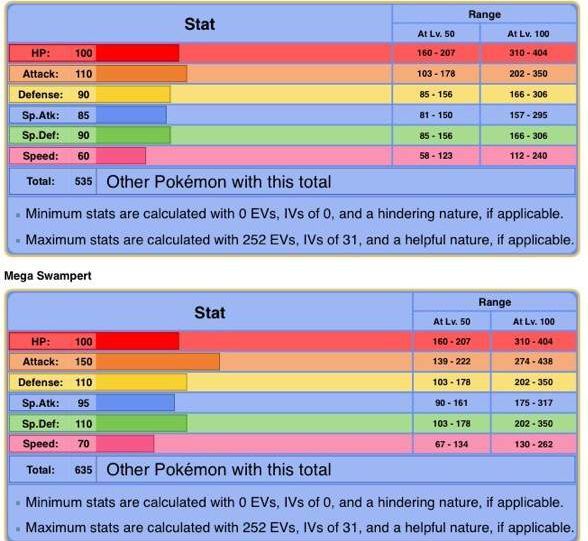 Stat Range
At Lv. 50 At Lv. 100
HP: 100 160 - 207 310 - 404
Attack: 110 103 - 178 202 - 350
Defense: 90 85 - 156 166 - 306
Sp.Atk: 85 81 - 150 157 - 295
Sp.Def: 90 85 - 156 166 - 306
Speed: 60 58 - 123 112 - 240
Total: 535 Other Pokémon with this total
Minimum stats are calculated with 0 EVs, IVs of 0, and a hindering nature, if applicable.
Maximum stats are calculated with 252 EVs, IVs of 31, and a helpful nature, if applicable.
Mega Swampert
Stat Range
At Lv. 50 At Lv. 100
HP: 100 160 - 207 310 - 404
Attack: 150 139 - 222 274 - 438
Defense: 110 103 - 178 202 - 350
Sp.Atk: 95 90 - 161 175 - 317
Sp.Def: 110 103 - 178 202 - 350
Speed: 70 67 - 134 130 - 262
Total: 635 Other Pokémon with this total
Minimum stats are calculated with 0 EVs, IVs of 0, and a hindering nature, if applicable.
Maximum stats are calculated with 252 EVs, IVs of 31, and a helpful nature, if applicable.